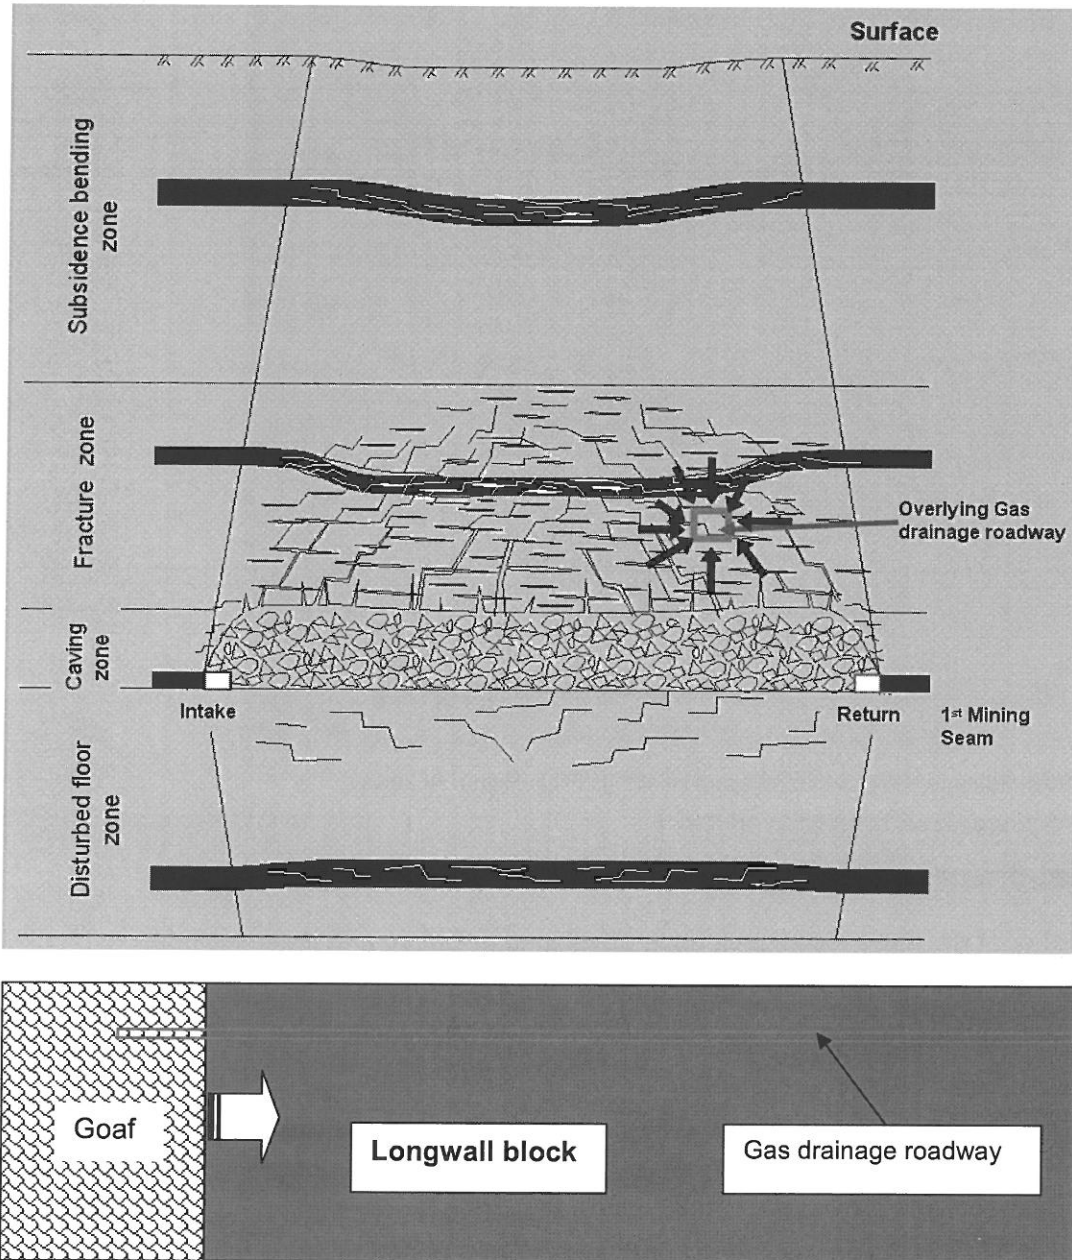 Surface
Subsidence bending
zone
Fracture zone
Overlying Gas
drainage roadway
Caving
zone
Intake
Return
1st Mining
Seam
Disturbed floor
zone
Goaf
Longwall block
Gas drainage roadway